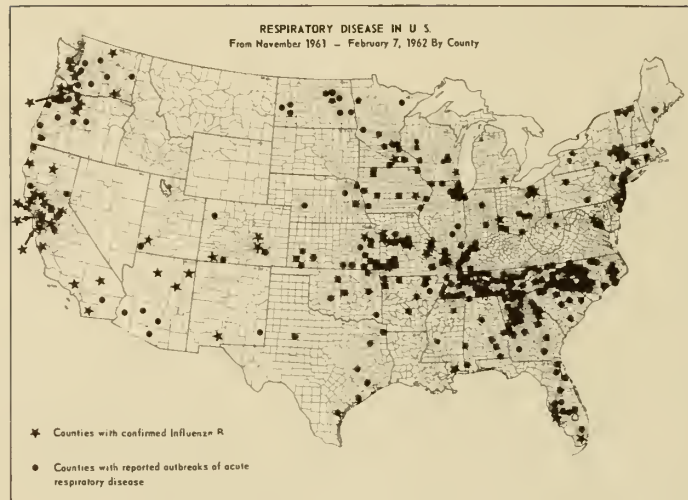 RESPIRATORY DISEASE IN U S.
From November 1961 – February 7, 1962 By County
★ Counties with confirmed Influenza B
● Counties with reported outbreaks of acute
respiratory disease